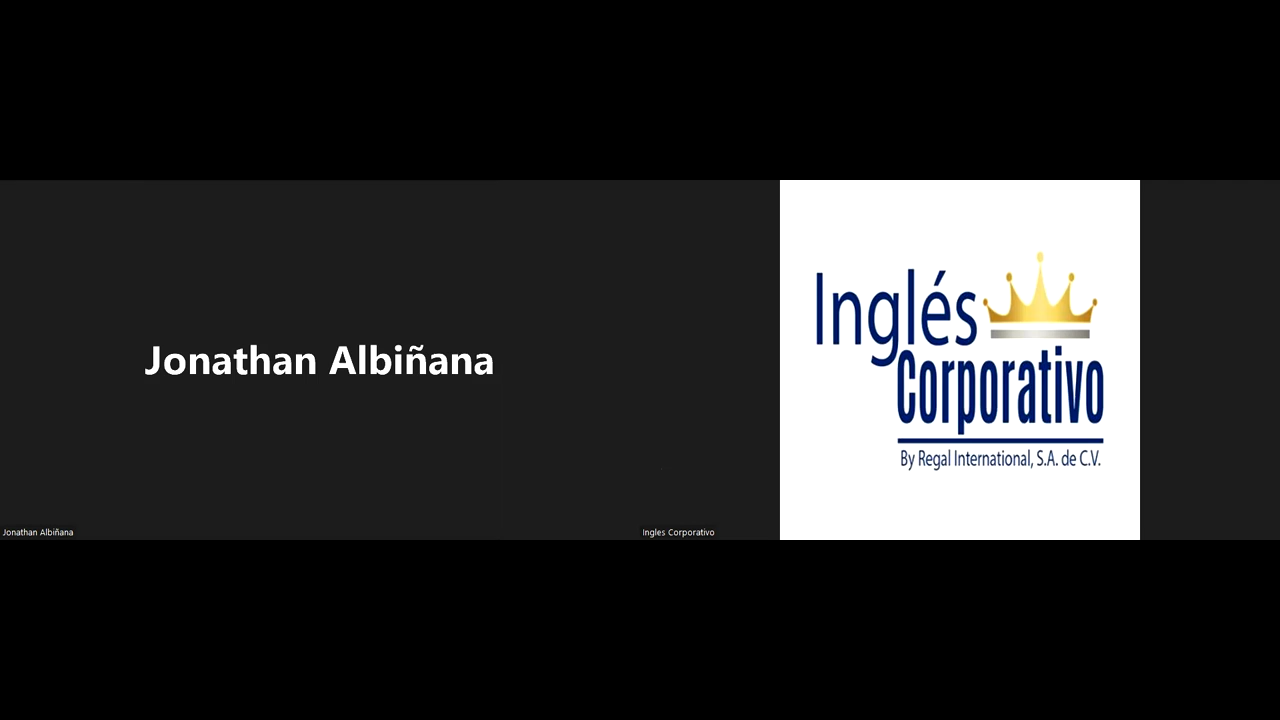 Jonathan Albiñana
Inglés
Corporativo
By Regal International, S.A. de C.V.
Jonathan Albiñana
Ingles Corporativo